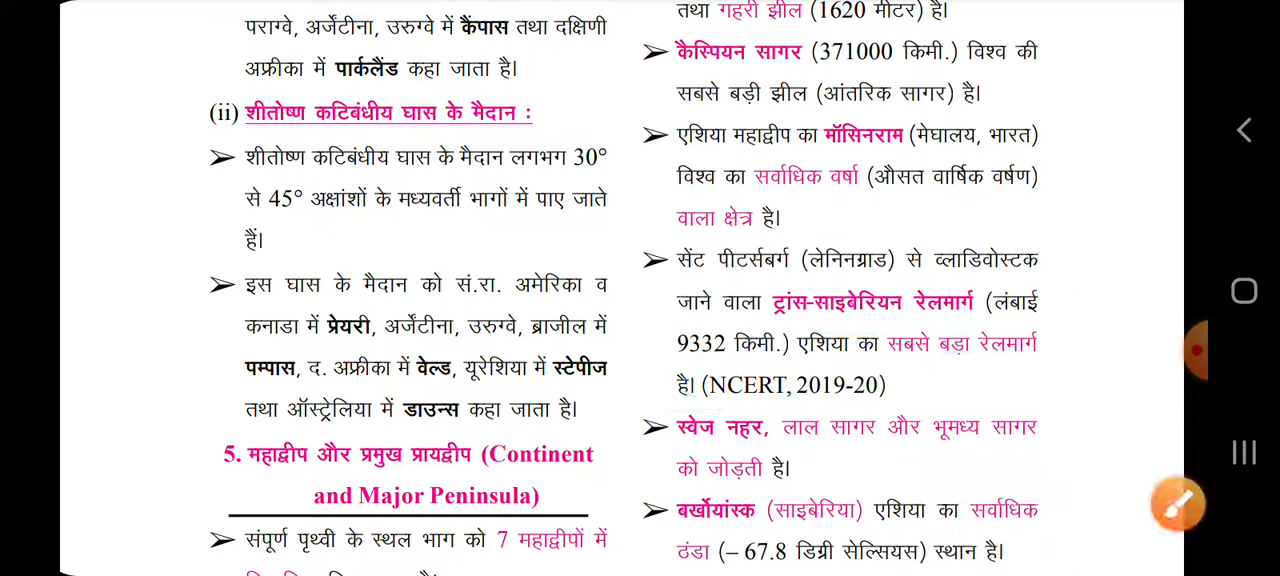 पराग्वे, अर्जेंटीना, उरुग्वे में कैंपास तथा दक्षिणी
अफ्रीका में पार्कलैंड कहा जाता है।
(ii) शीतोष्ण कटिबंधीय घास के मैदान :
➢ शीतोष्ण कटिबंधीय घास के मैदान लगभग 30°
से 45° अक्षांशों के मध्यवर्ती भागों में पाए जाते
हैं।
➢ इस घास के मैदान को सं.रा. अमेरिका व
कनाडा में प्रेयरी, अर्जेंटीना, उरुग्वे, ब्राजील में
पम्पास, द. अफ्रीका में वेल्ड, यूरेशिया में स्टेपीज
तथा ऑस्ट्रेलिया में डाउन्स कहा जाता है।
5. महाद्वीप और प्रमुख प्रायद्वीप (Continent
and Major Peninsula)
➢ संपूर्ण पृथ्वी के स्थल भाग को 7 महाद्वीपों में
तथा गहरी झील (1620 मीटर) है।
➢ कैस्पियन सागर (371000 किमी.) विश्व की
सबसे बड़ी झील (आंतरिक सागर) है।
➢ एशिया महाद्वीप का मॉसिनराम (मेघालय, भारत)
विश्व का सर्वाधिक वर्षा (औसत वार्षिक वर्षण)
वाला क्षेत्र है।
➢ सेंट पीटर्सबर्ग (लेनिनग्राड) से व्लाडिवोस्टक
जाने वाला ट्रांस-साइबेरियन रेलमार्ग (लंबाई
9332 किमी.) एशिया का सबसे बड़ा रेलमार्ग
है। (NCERT, 2019-20)
➢ स्वेज नहर, लाल सागर और भूमध्य सागर
को जोड़ती है।
➢ बर्खोयांस्क (साइबेरिया) एशिया का सर्वाधिक
ठंडा (– 67.8 डिग्री सेल्सियस) स्थान है।